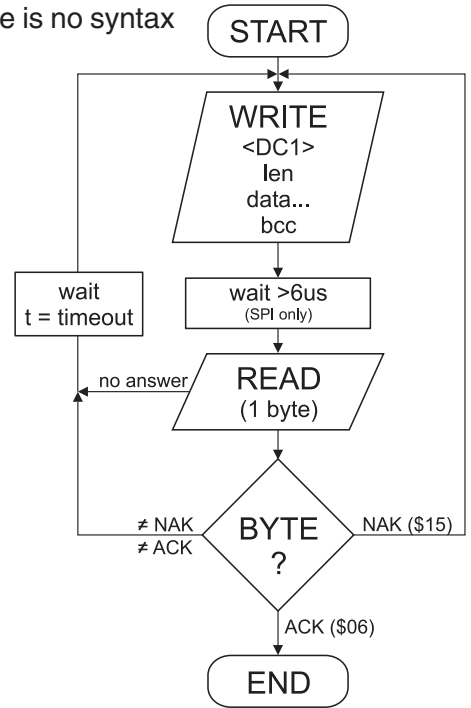 e is no syntax
START
WRITE
<DC1>
len
data...
bcc
wait
t = timeout
wait >6us
(SPI only)
no answer
READ
(1 byte)
≠ NAK
≠ ACK
BYTE
?
NAK ($15)
ACK ($06)
END